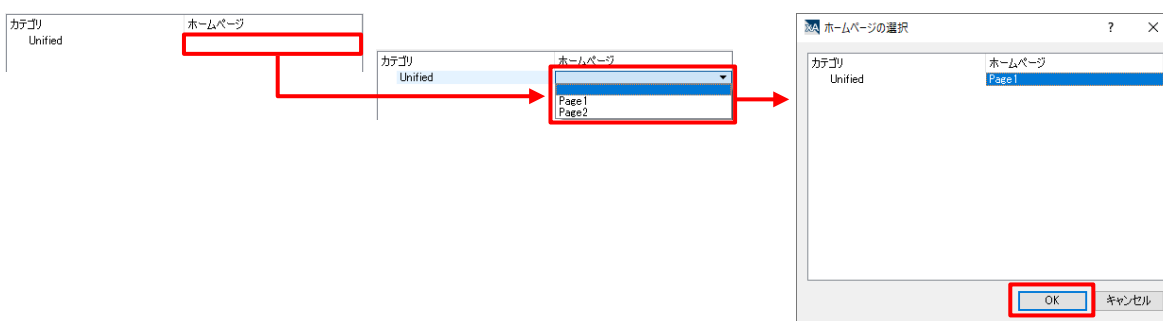 カテゴリ ホームページ
Unified
カテゴリ ホームページ
Unified
Page1
Page2
ホームページの選択 ? ×
カテゴリ ホームページ
Unified Page1
OK キャンセル